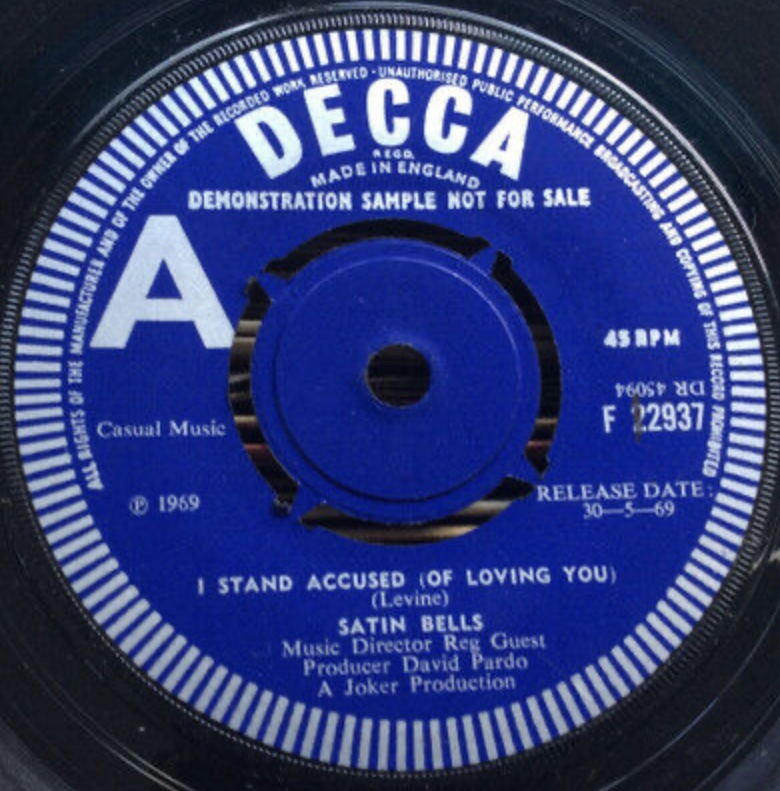 ALL RIGHTS OF THE MANUFACTURER AND OF THE OWNER OF THE RECORDED WORK RESERVED · UNAUTHORISED PUBLIC PERFORMANCE BROADCASTING AND COPYING OF THIS RECORD PROHIBITED
DECCA
REGD.
MADE IN ENGLAND
DEMONSTRATION SAMPLE NOT FOR SALE
A
45 RPM
DR 45094
F 22937
Casual Music
RELEASE DATE:
30—5—69
℗ 1969
I STAND ACCUSED (OF LOVING YOU)
(Levine)
SATIN BELLS
Music Director Reg Guest
Producer David Pardo
A Joker Production